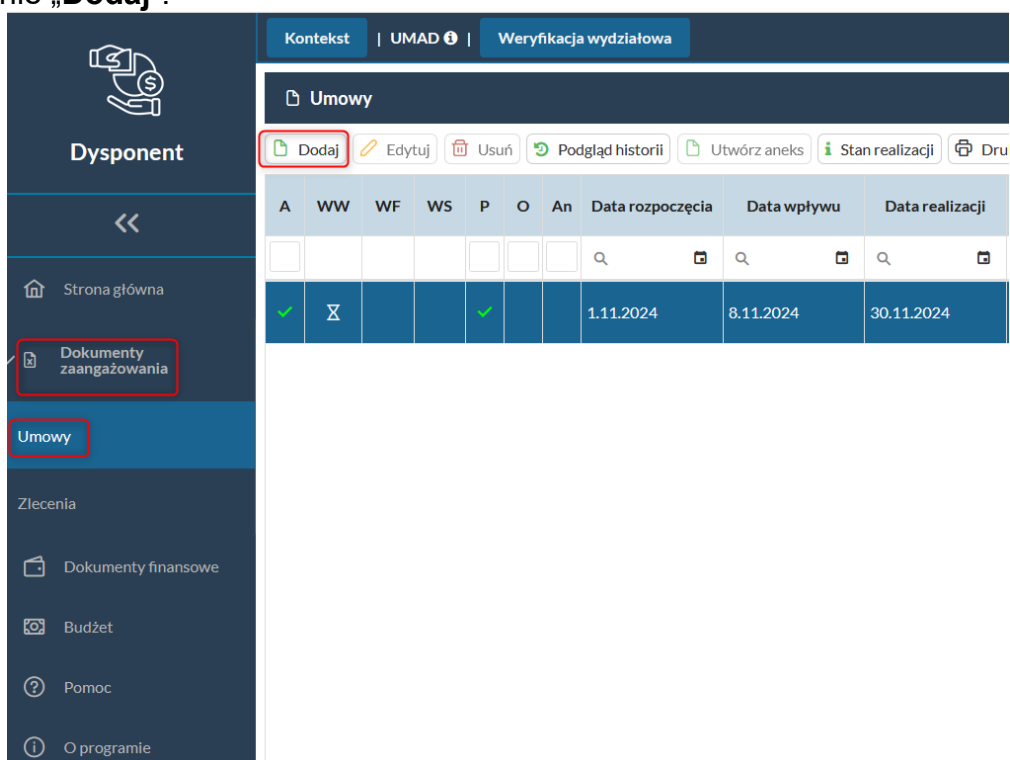 „Dodaj".
Kontekst | UMAD | Weryfikacja wydziałowa
Umowy
Dysponent
Dodaj Edytuj Usuń Podgląd historii Utwórz aneks Stan realizacji
A WW WF WS P O An Data rozpoczęcia Data wpływu Data realizacji
1.11.2024 8.11.2024 30.11.2024
Strona główna
Dokumenty
zaangażowania
Umowy
Zlecenia
Dokumenty finansowe
Budżet
Pomoc
O programie